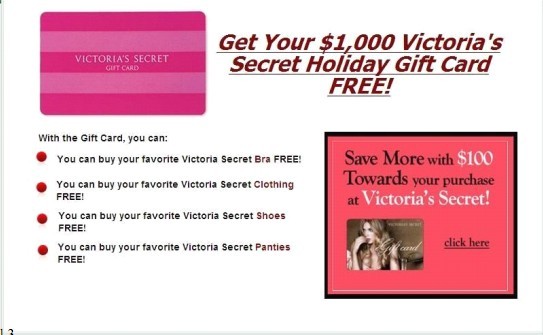 VICTORIA'S SECRET
GIFT CARD
Get Your $1,000 Victoria's
Secret Holiday Gift Card
FREE!
With the Gift Card, you can:
You can buy your favorite Victoria Secret Bra FREE!
You can buy your favorite Victoria Secret Clothing
FREE!
You can buy your favorite Victoria Secret Shoes
FREE!
You can buy your favorite Victoria Secret Panties
FREE!
Save More with $100
Towards your purchase
at Victoria's Secret!
Gift card
click here